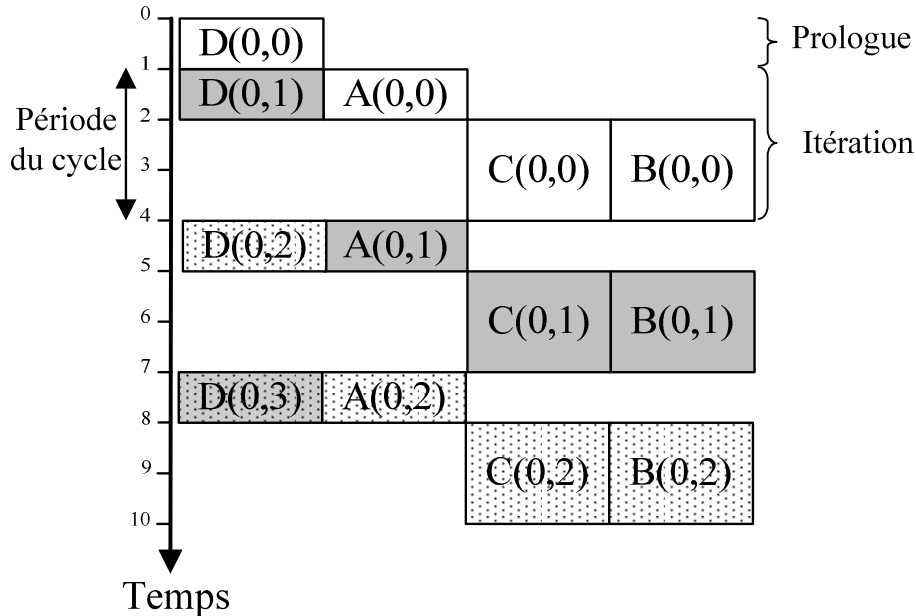 0
D(0,0)
Prologue
1
D(0,1) A(0,0)
2
Période
du cycle
Itération
3
C(0,0) B(0,0)
4
D(0,2) A(0,1)
5
6
C(0,1) B(0,1)
7
D(0,3) A(0,2)
8
9
C(0,2) B(0,2)
10
Temps